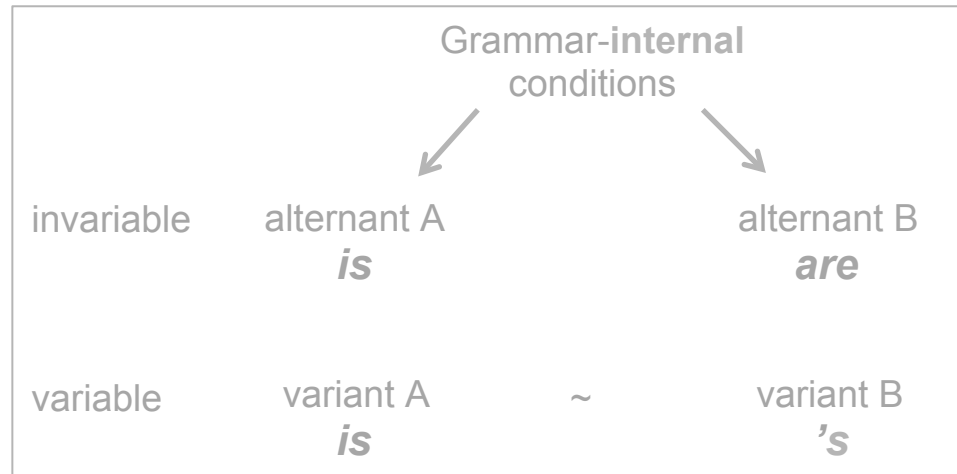 Grammar-internal
conditions
invariable alternant A alternant B
is are
variable variant A ~ variant B
is ’s